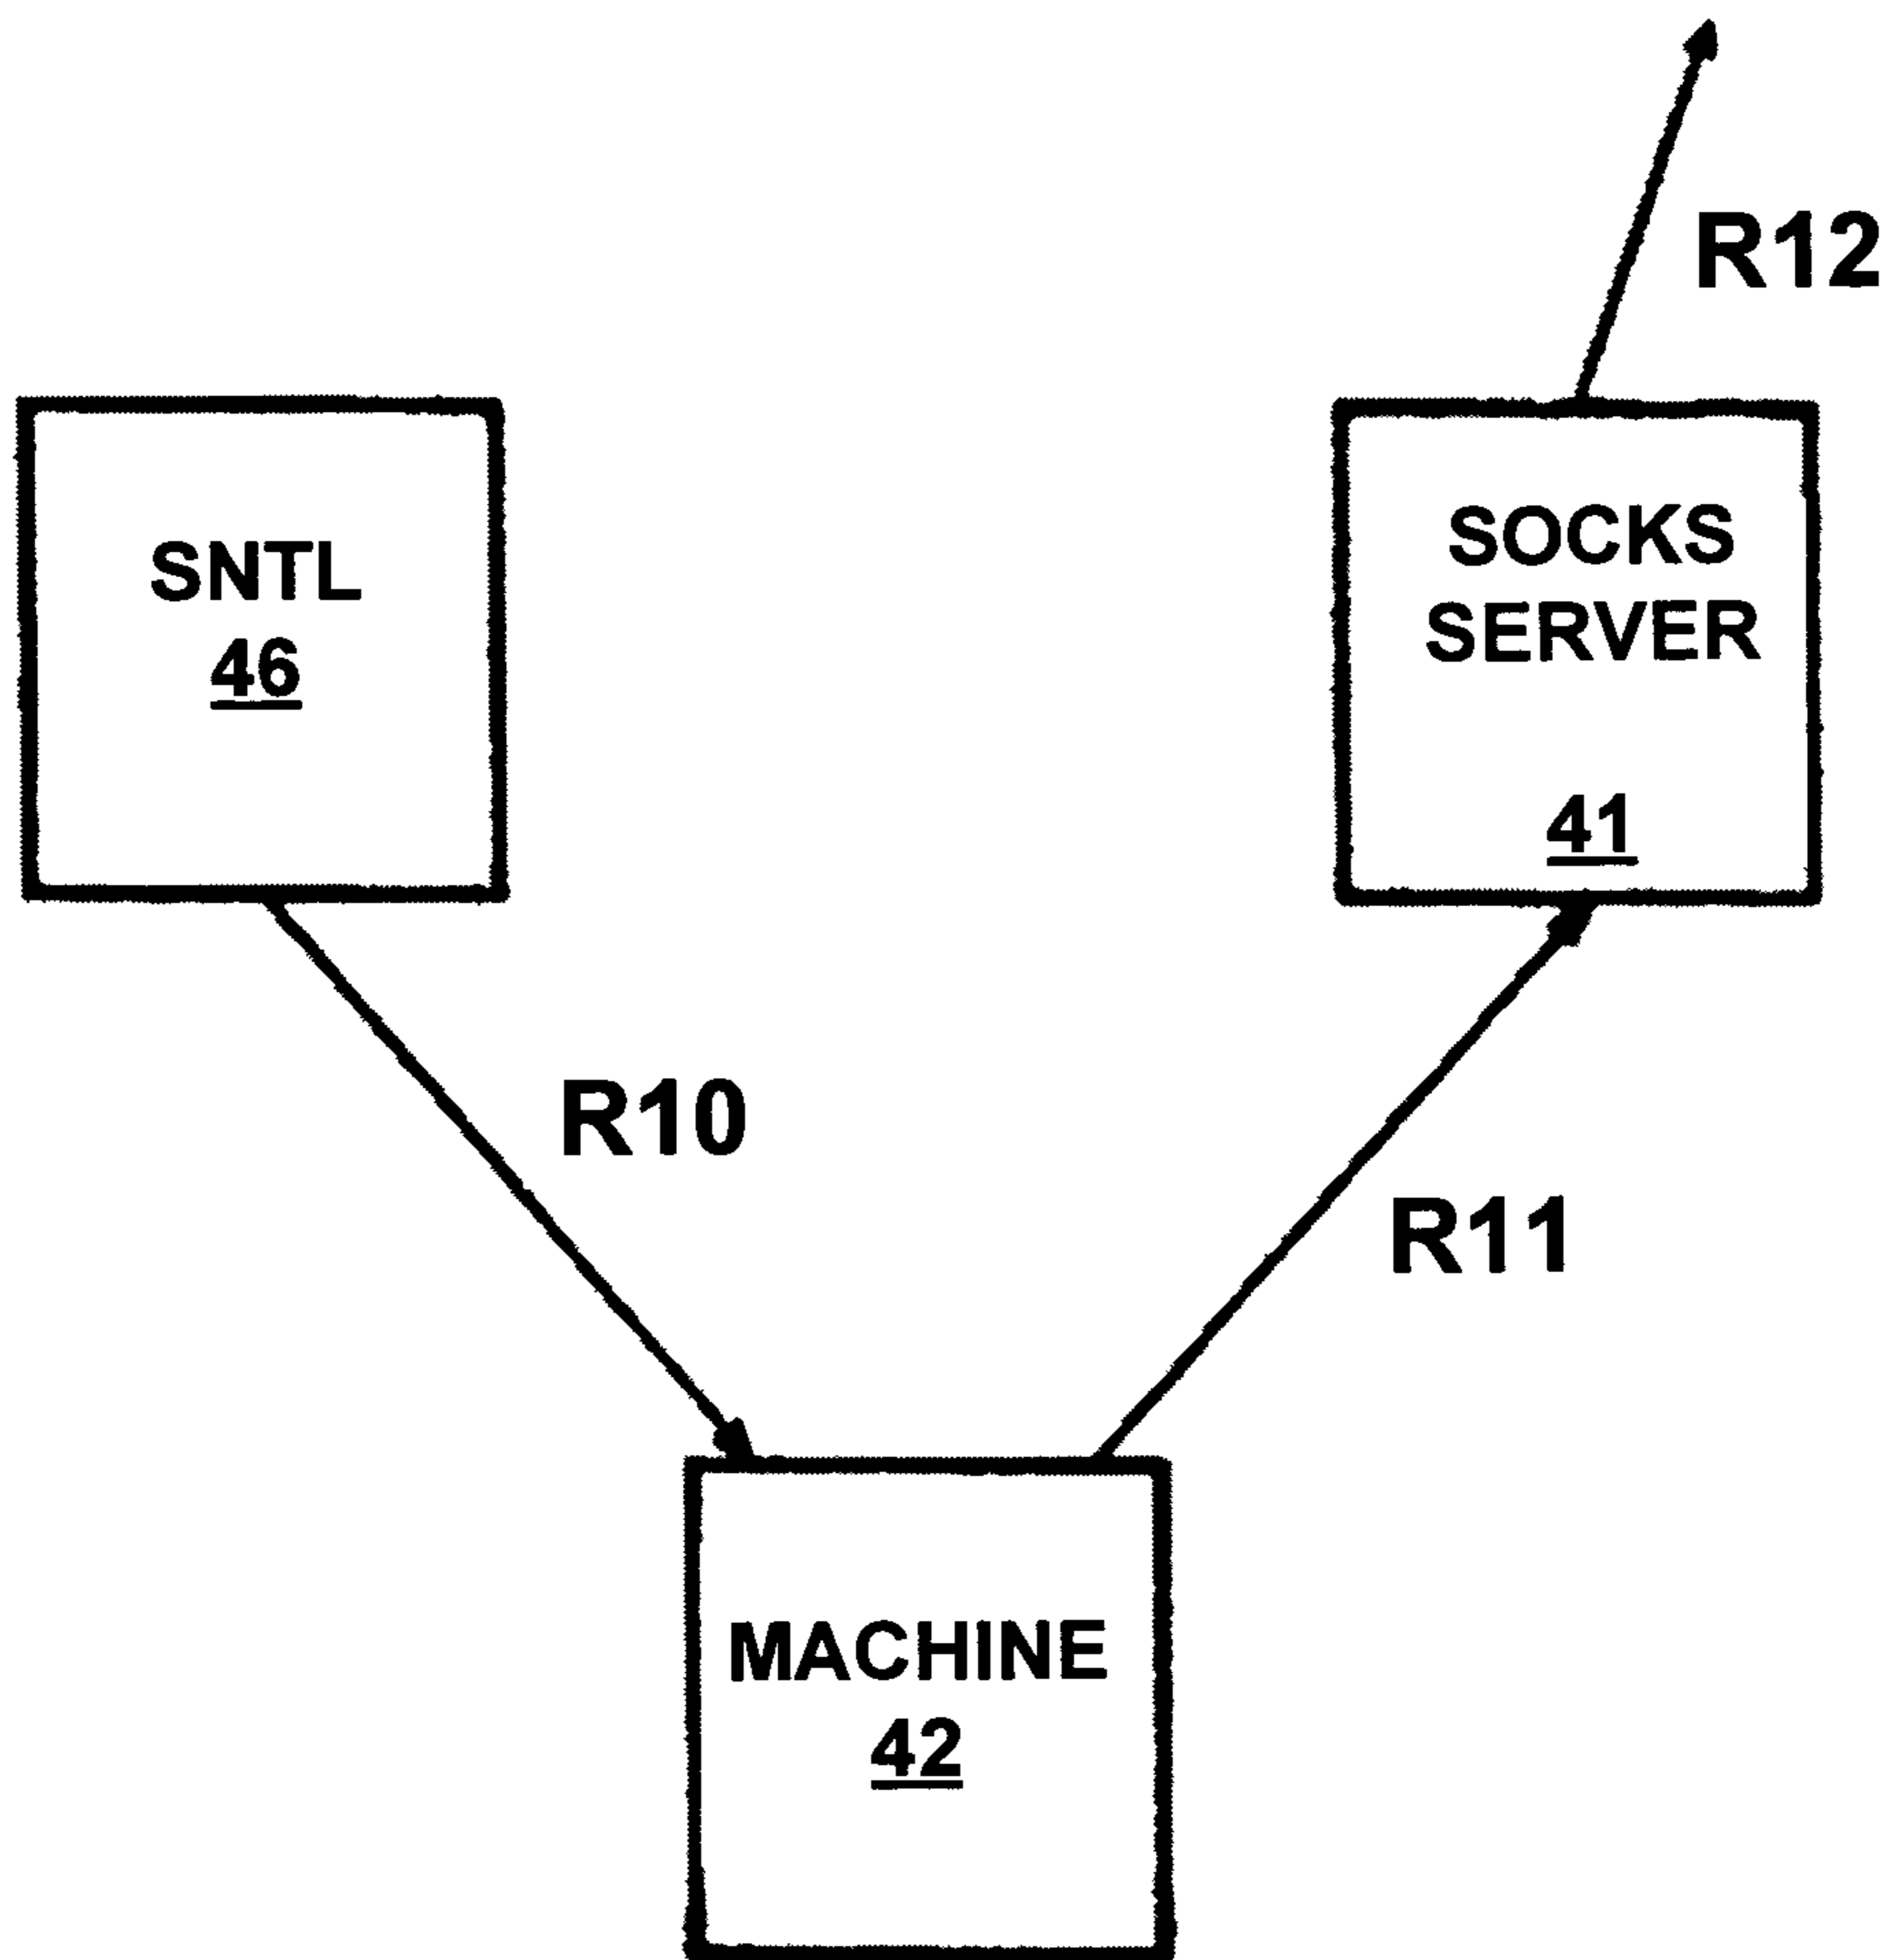 R12
SNTL
46
SOCKS
SERVER
41
R10
R11
MACHINE
42